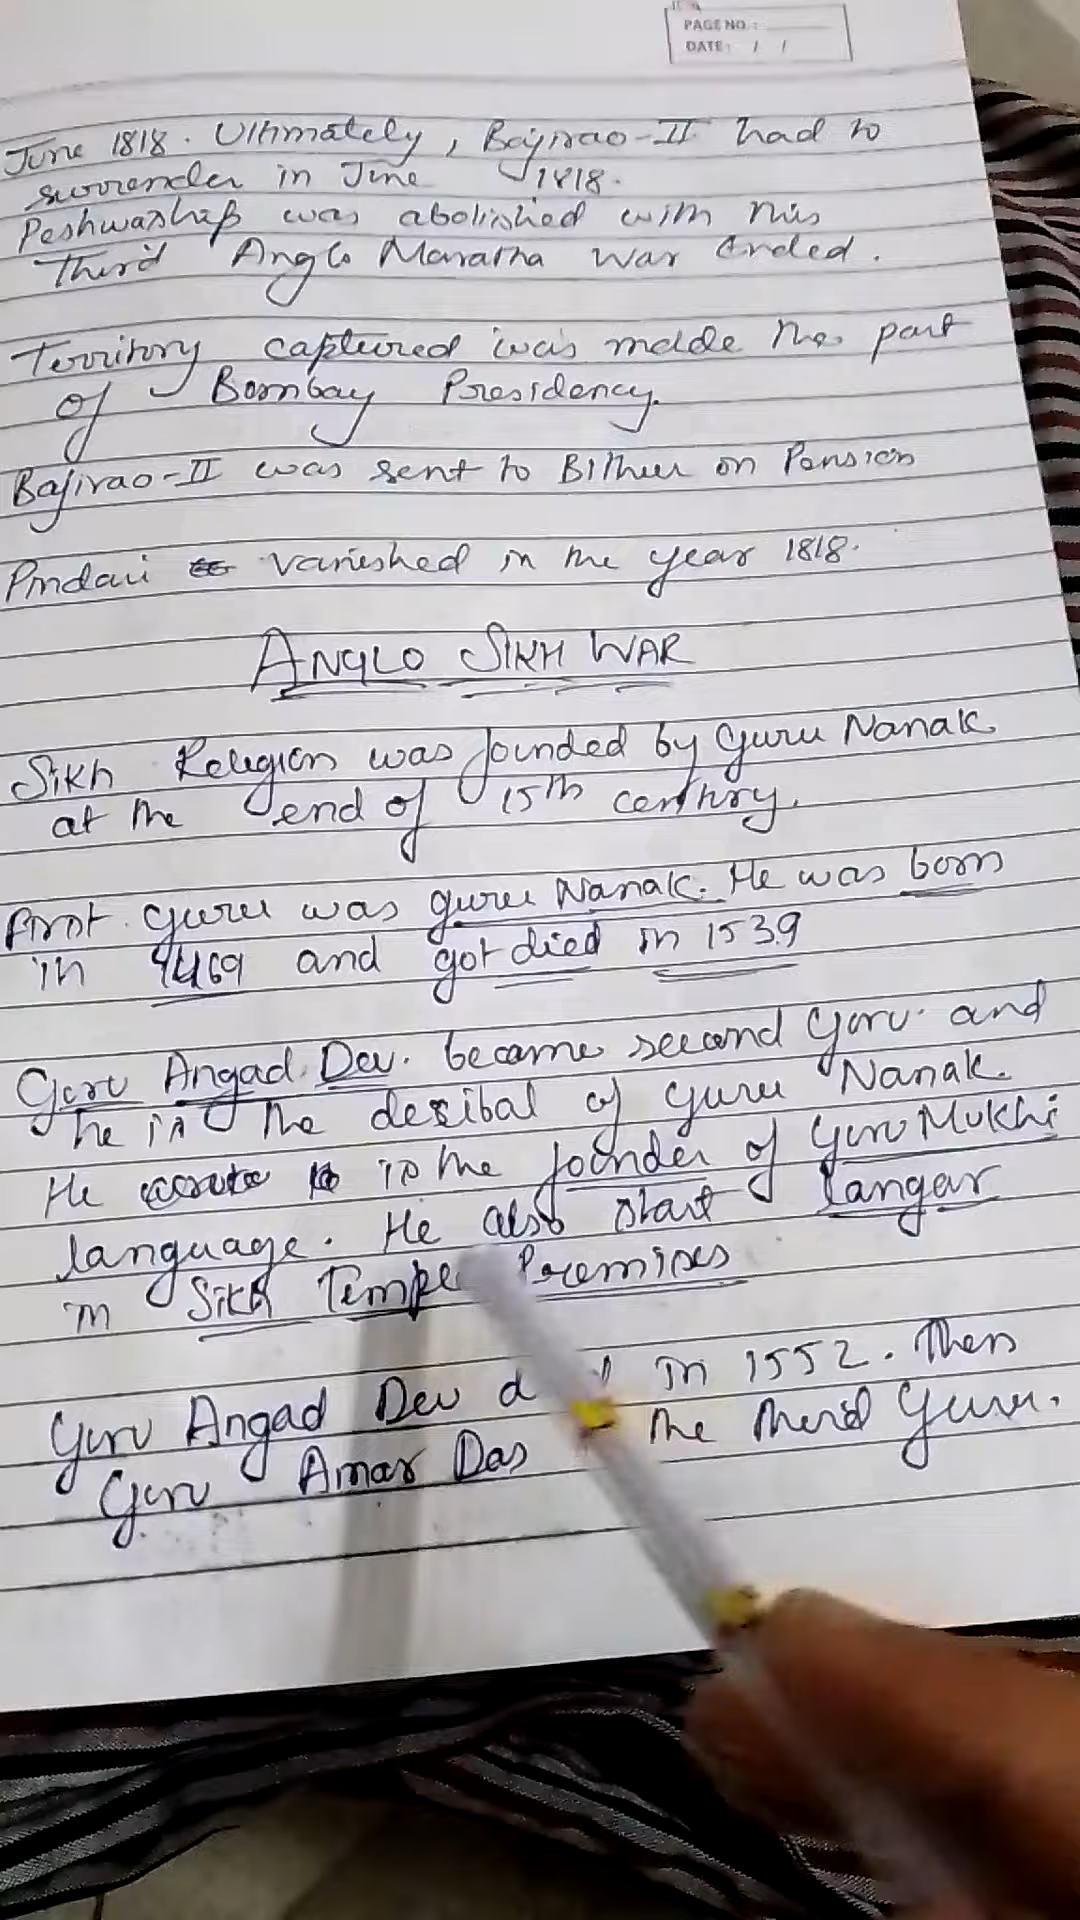 PAGE NO.:
DATE: / /
June 1818. Ultimately, Bajirao-II had to
surrender in June 1818.
Peshwaship was abolished with this
Third Anglo Maratha War Ended.
Territory captured was made the part
of Bombay Presidency.
Bajirao-II was sent to Bithur on Pension
Pindari vanished in the year 1818.
ANGLO SIKH WAR
Sikh Religion was founded by Guru Nanak
at the end of 15th century.
First Guru was guru Nanak. He was born
in 1469 and got died in 1539
Guru Angad Dev. became second Guru and
he is the desibal of guru Nanak.
He is the founder of Guru Mukhi
language. He also start langar
in Sikh Temple Premises
Guru Angad Dev in 1552. Then
Guru Amar Das the third Guru.